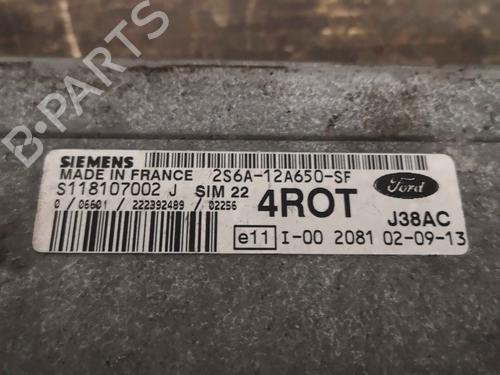 SIEMENS
MADE IN FRANCE 2S6A-12A650-SF
S118107002 J SIM 22 4ROT Ford
0 / 06601 / 222392489 / 02256 J38AC
e11 I-00 2081 02-09-13
B-PARTS